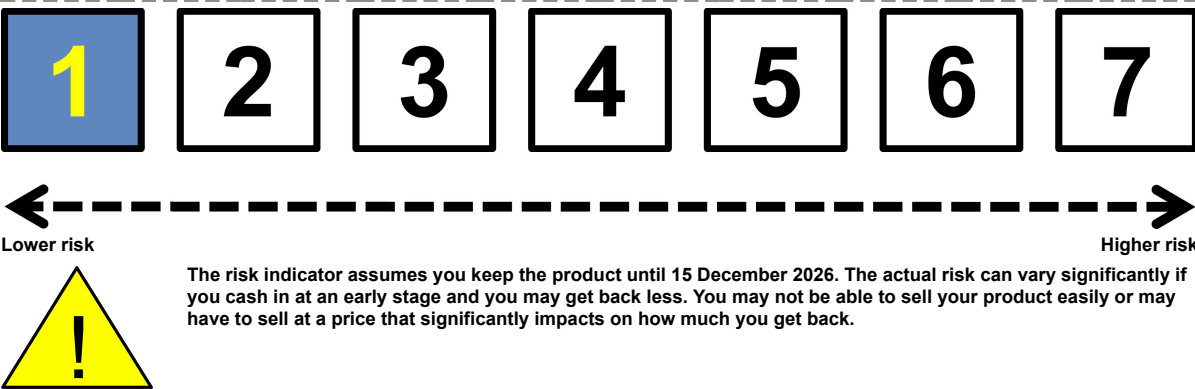 1 2 3 4 5 6 7
Lower risk Higher risk
The risk indicator assumes you keep the product until 15 December 2026. The actual risk can vary significantly if
you cash in at an early stage and you may get back less. You may not be able to sell your product easily or may
have to sell at a price that significantly impacts on how much you get back.
!